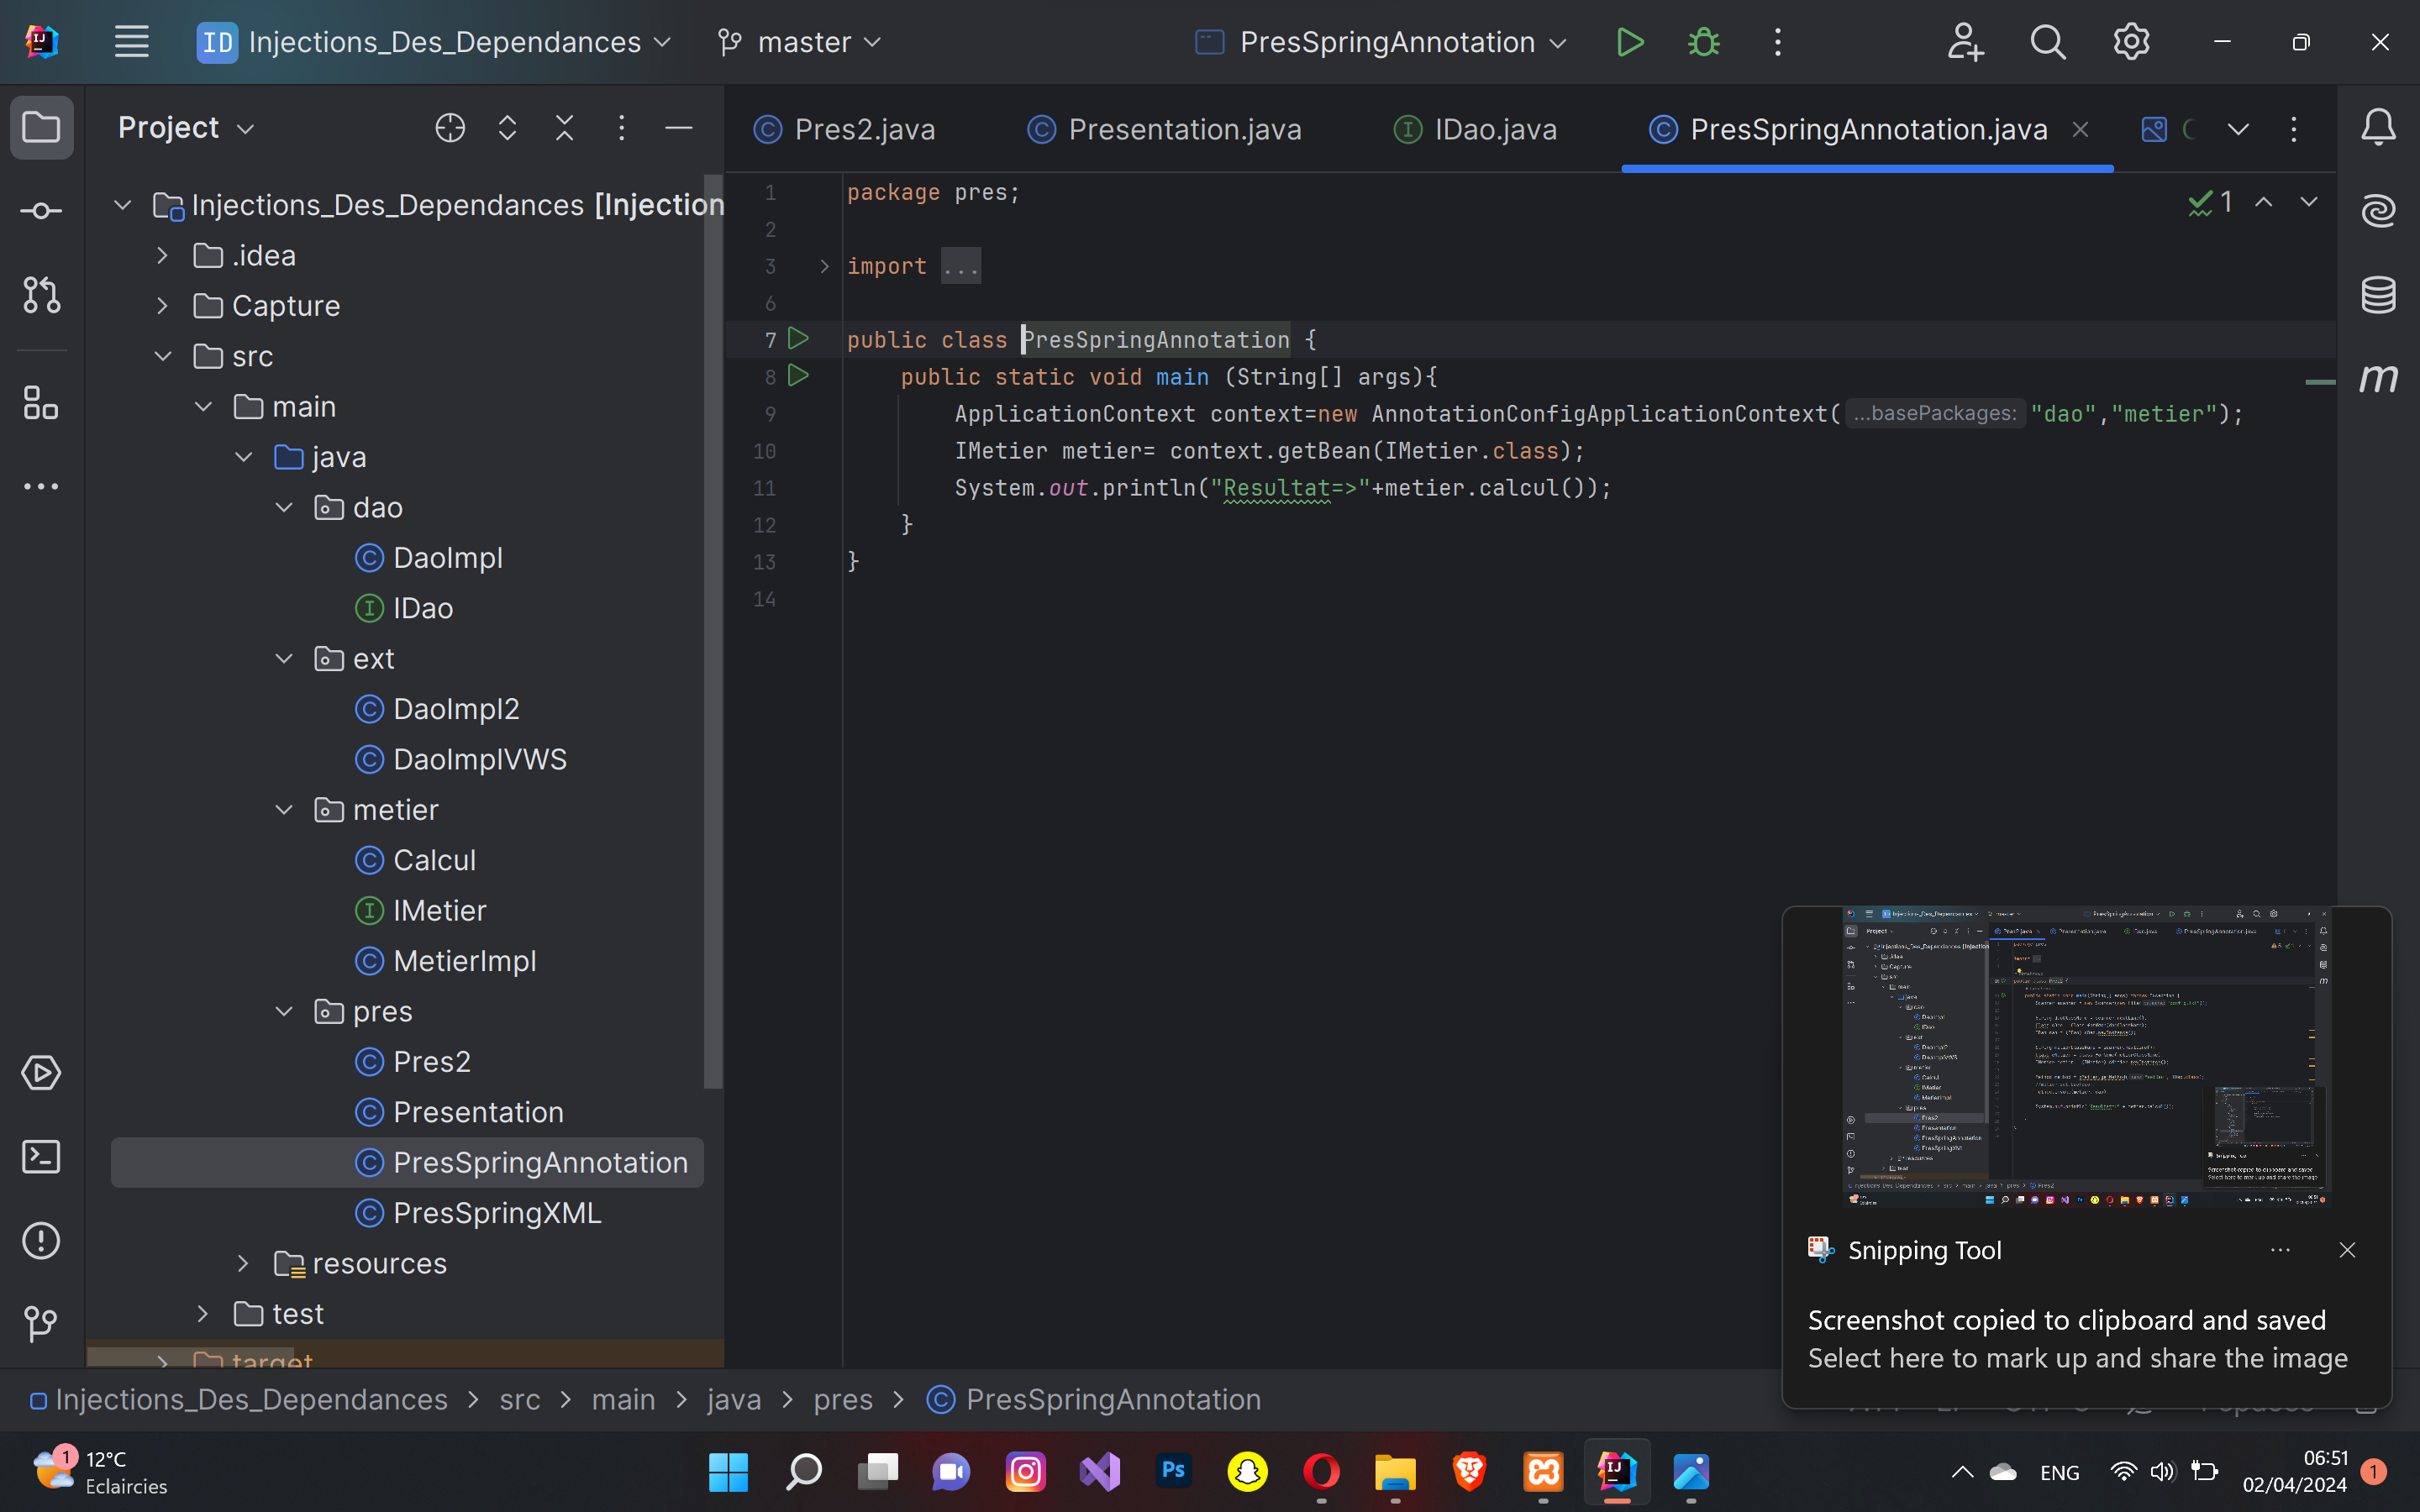 ID Injections_Des_Dependances master PresSpringAnnotation
Project
Pres2.java Presentation.java IDao.java PresSpringAnnotation.java
Injections_Des_Dependances [Injection
.idea
Capture
src
main
java
dao
DaoImpl
IDao
ext
DaoImpl2
DaoImplVWS
metier
Calcul
IMetier
MetierImpl
pres
Pres2
Presentation
PresSpringAnnotation
PresSpringXML
resources
test
target
1
1 package pres;
2
3 import ...
6
7 public class PresSpringAnnotation {
8 public static void main (String[] args){
9 ApplicationContext context=new AnnotationConfigApplicationContext( ...basePackages: "dao","metier");
10 IMetier metier= context.getBean(IMetier.class);
11 System.out.println("Resultat=>"+metier.calcul());
12 }
13 }
14
Snipping Tool
Screenshot copied to clipboard and saved
Select here to mark up and share the image
Injections_Des_Dependances > src > main > java > pres > PresSpringAnnotation
1 12°C
Eclaircies
Ps
ENG
06:51
02/04/2024
1